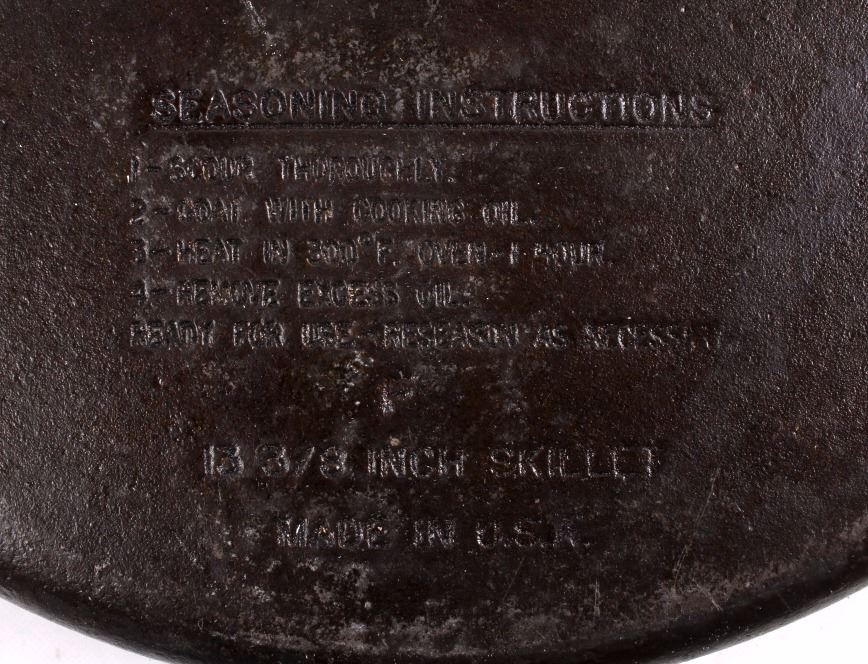 SEASONING INSTRUCTIONS
1-SCOUR THOROUGHLY.
2-COAT WITH COOKING OIL.
3-HEAT IN 300°F. OVEN-1 HOUR.
4-REMOVE EXCESS OIL.
READY FOR USE. RESEASON AS NECESSARY
13 3/8 INCH SKILLET
MADE IN U.S.A.